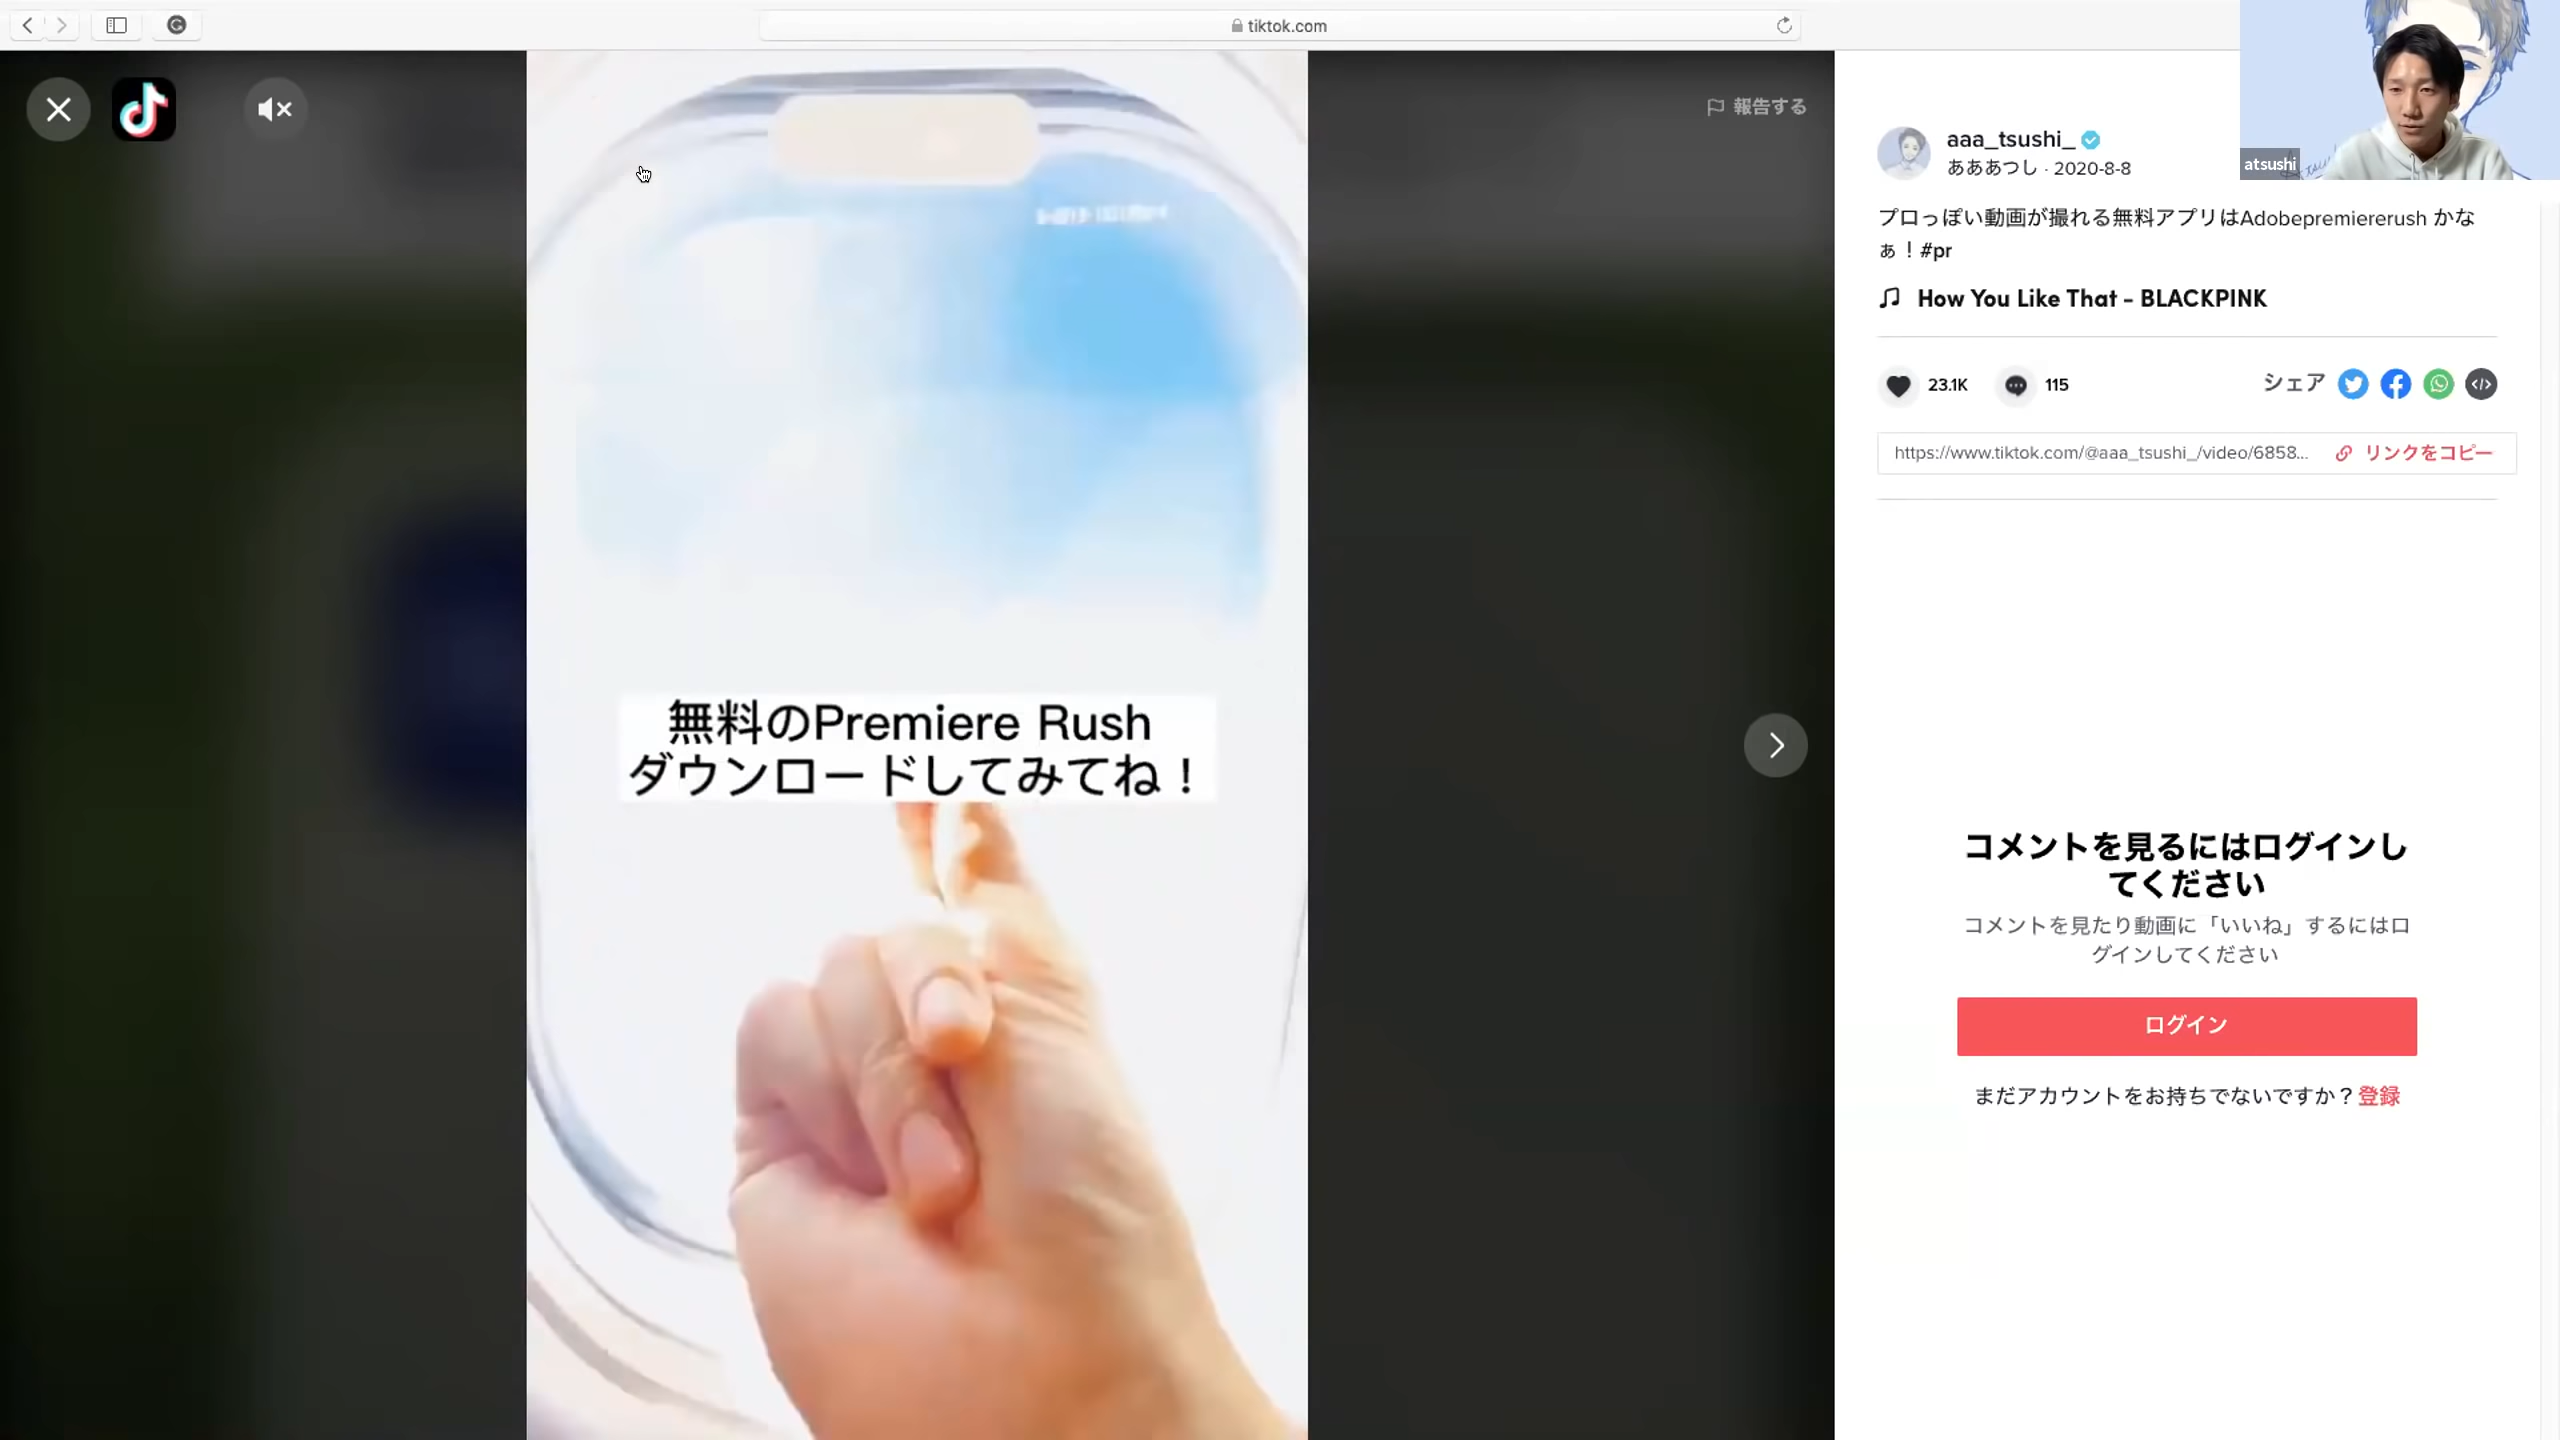 tiktok.com
報告する
無料のPremiere Rush
ダウンロードしてみてね！
atsushi
aaa_tsushi_
あああつし · 2020-8-8
プロっぽい動画が撮れる無料アプリはAdobepremiererush かな
ぁ！#pr
How You Like That - BLACKPINK
23.1K
115
シェア
https://www.tiktok.com/@aaa_tsushi_/video/6858...
リンクをコピー
コメントを見るにはログインし
てください
コメントを見たり動画に「いいね」するにはロ
グインしてください
ログイン
まだアカウントをお持ちでないですか？登録